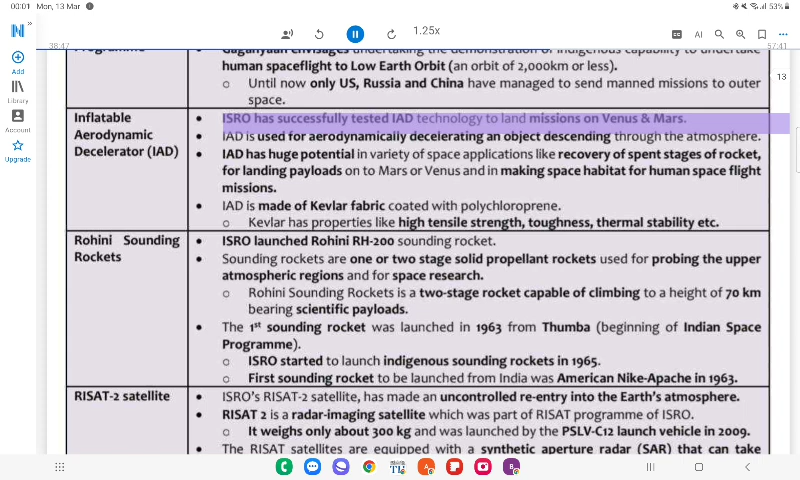 00:01 Mon, 13 Mar
53%
1.25x
AI
38:47
57:41
Add
Library
Account
Upgrade
13
Programme
Gaganyaan envisages undertaking the demonstration of indigenous capability to undertake
human spaceflight to Low Earth Orbit (an orbit of 2,000km or less).
Until now only US, Russia and China have managed to send manned missions to outer
space.
Inflatable
Aerodynamic
Decelerator (IAD)
ISRO has successfully tested IAD technology to land missions on Venus & Mars.
IAD is used for aerodynamically decelerating an object descending through the atmosphere.
IAD has huge potential in variety of space applications like recovery of spent stages of rocket,
for landing payloads on to Mars or Venus and in making space habitat for human space flight
missions.
IAD is made of Kevlar fabric coated with polychloroprene.
Kevlar has properties like high tensile strength, toughness, thermal stability etc.
Rohini Sounding
Rockets
ISRO launched Rohini RH-200 sounding rocket.
Sounding rockets are one or two stage solid propellant rockets used for probing the upper
atmospheric regions and for space research.
Rohini Sounding Rockets is a two-stage rocket capable of climbing to a height of 70 km
bearing scientific payloads.
The 1st sounding rocket was launched in 1963 from Thumba (beginning of Indian Space
Programme).
ISRO started to launch indigenous sounding rockets in 1965.
First sounding rocket to be launched from India was American Nike-Apache in 1963.
RISAT-2 satellite
ISRO's RISAT-2 satellite, has made an uncontrolled re-entry into the Earth's atmosphere.
RISAT 2 is a radar-imaging satellite which was part of RISAT programme of ISRO.
It weighs only about 300 kg and was launched by the PSLV-C12 launch vehicle in 2009.
The RISAT satellites are equipped with a synthetic aperture radar (SAR) that can take